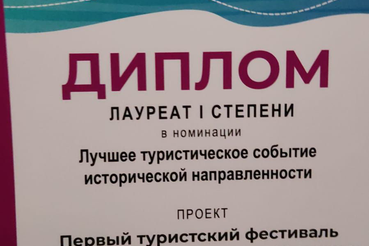 ДИПЛОМ
ЛАУРЕАТ I СТЕПЕНИ
в номинации
Лучшее туристическое событие
исторической направленности
ПРОЕКТ
Первый туристский фестиваль